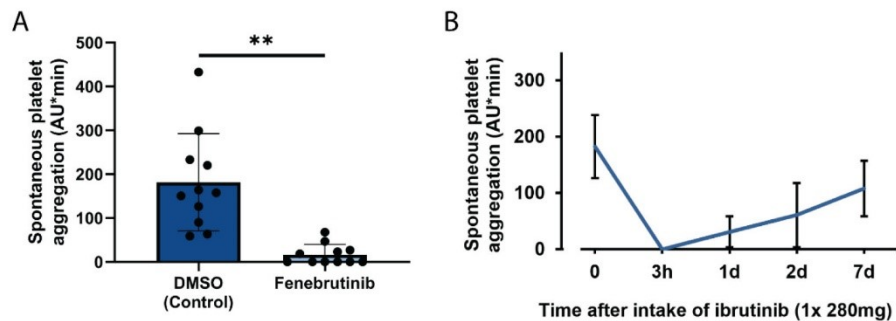 A
Spontaneous platelet
aggregation (AU*min)
500
400
300
200
100
0
**
DMSO
(Control)
Fenebrutinib
B
Spontaneous platelet
aggregation (AU*min)
300
200
100
0
0 3h 1d 2d 7d
Time after intake of ibrutinib (1x 280mg)